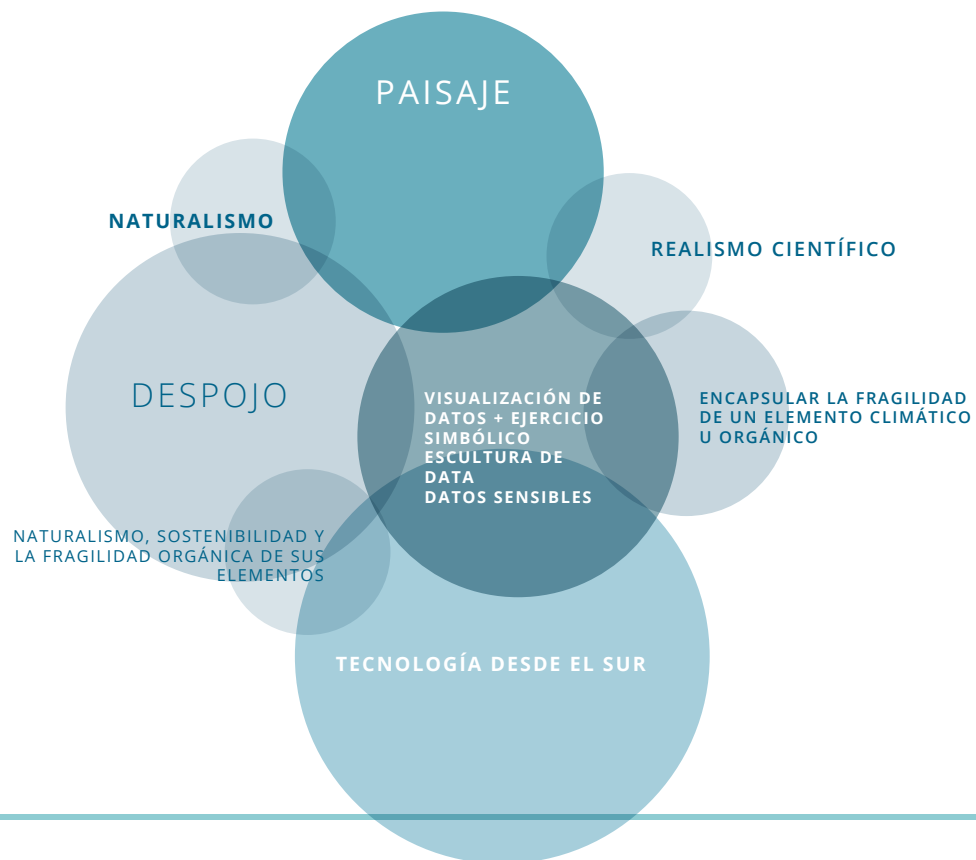 PAISAJE
NATURALISMO
REALISMO CIENTÍFICO
DESPOJO
VISUALIZACIÓN DE
DATOS + EJERCICIO
SIMBÓLICO
ESCULTURA DE
DATA
DATOS SENSIBLES
ENCAPSULAR LA FRAGILIDAD
DE UN ELEMENTO CLIMÁTICO
U ORGÁNICO
NATURALISMO, SOSTENIBILIDAD Y
LA FRAGILIDAD ORGÁNICA DE SUS
ELEMENTOS
TECNOLOGÍA DESDE EL SUR